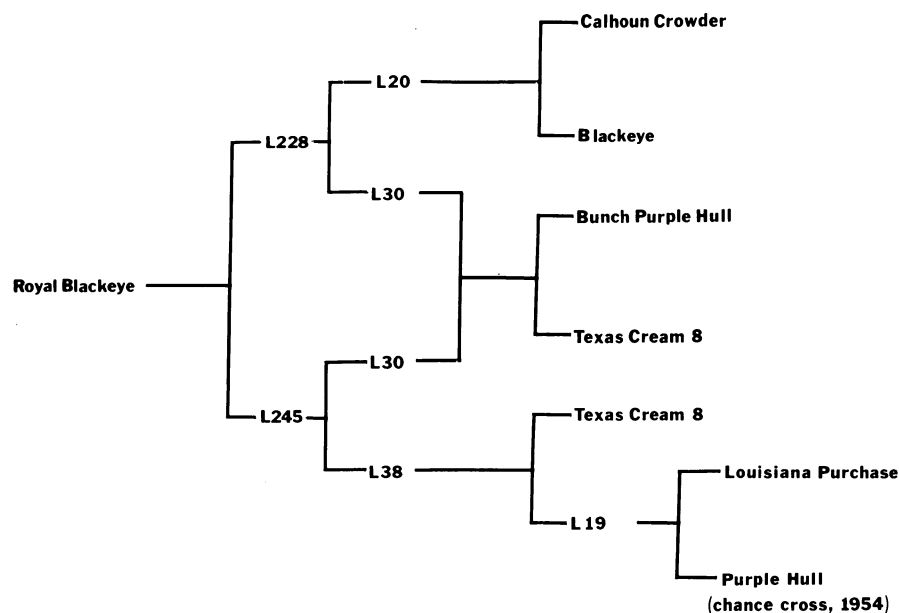 Calhoun Crowder
L20
Blackeye
L228
L30
Bunch Purple Hull
Royal Blackeye
Texas Cream 8
L30
L245
Texas Cream 8
L38
Louisiana Purchase
L19
Purple Hull
(chance cross, 1954)